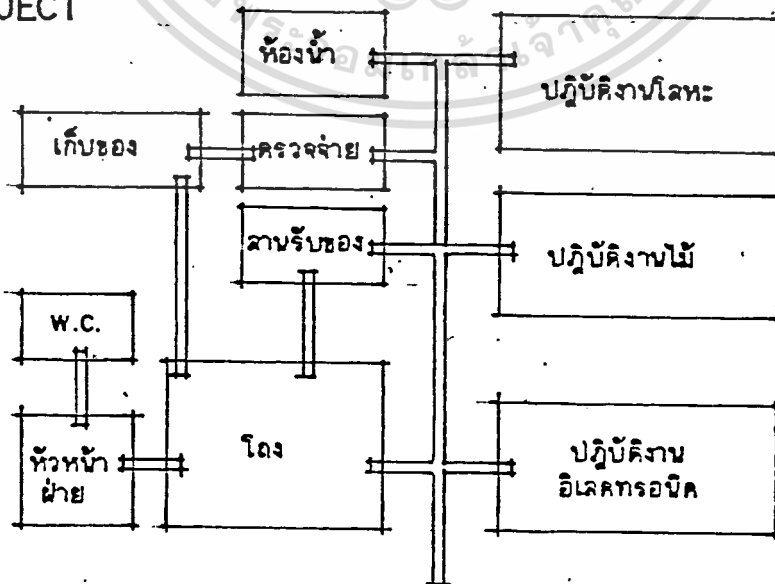 JECT
ห้องน้ำ
ปฏิบัติงานโลหะ
เก็บของ
ตรวจจ่าย
ลานรับของ
ปฏิบัติงานไม้
W.C.
โถง
หัวหน้า
ฝ่าย
ปฏิบัติงาน
อิเลคทรอนิค